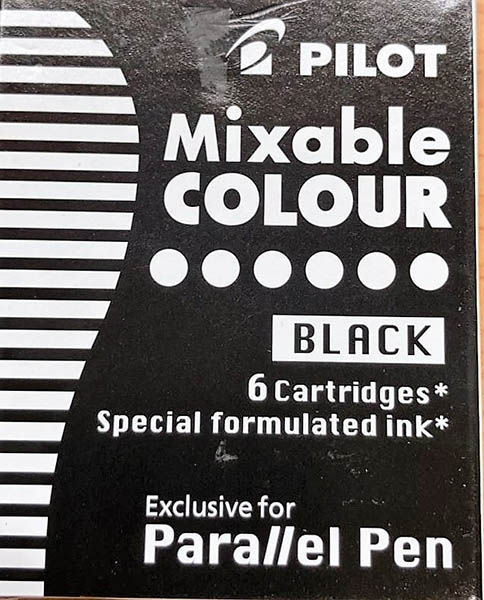 PILOT
Mixable
COLOUR
BLACK
6 Cartridges*
Special formulated ink*
Exclusive for
Parallel Pen